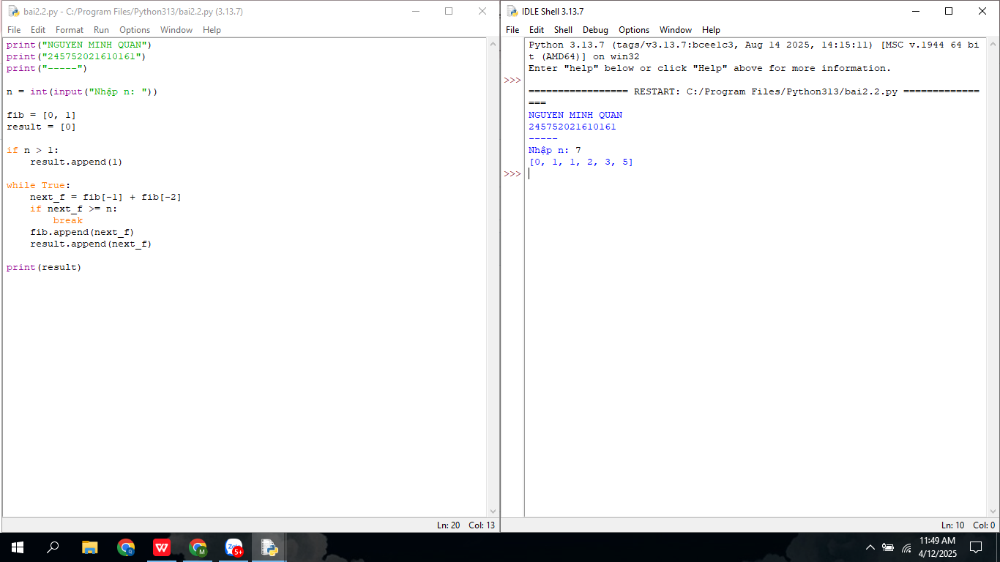 bai2.2.py - C:/Program Files/Python313/bai2.2.py (3.13.7)
File Edit Format Run Options Window Help
print("NGUYEN MINH QUAN")
print("245752021610161")
print("-----")
n = int(input("Nhập n: "))
fib = [0, 1]
result = [0]
if n > 1:
    result.append(1)
while True:
    next_f = fib[-1] + fib[-2]
    if next_f >= n:
        break
    fib.append(next_f)
    result.append(next_f)
print(result)
Ln: 20 Col: 13
IDLE Shell 3.13.7
File Edit Shell Debug Options Window Help
Python 3.13.7 (tags/v3.13.7:bcee1c3, Aug 14 2025, 14:15:11) [MSC v.1944 64 bi
t (AMD64)] on win32
Enter "help" below or click "Help" above for more information.
>>>
================= RESTART: C:/Program Files/Python313/bai2.2.py =============
===
NGUYEN MINH QUAN
245752021610161
-----
Nhập n: 7
[0, 1, 1, 2, 3, 5]
>>>
Ln: 10 Col: 0
W
Q
M
5+
11:49 AM
4/12/2025